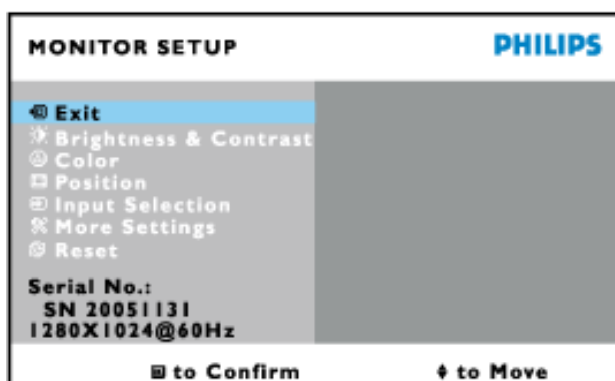 MONITOR SETUP
PHILIPS
Exit
Brightness & Contrast
Color
Position
Input Selection
More Settings
Reset
Serial No.:
SN 20051131
1280X1024@60Hz
to Confirm
to Move